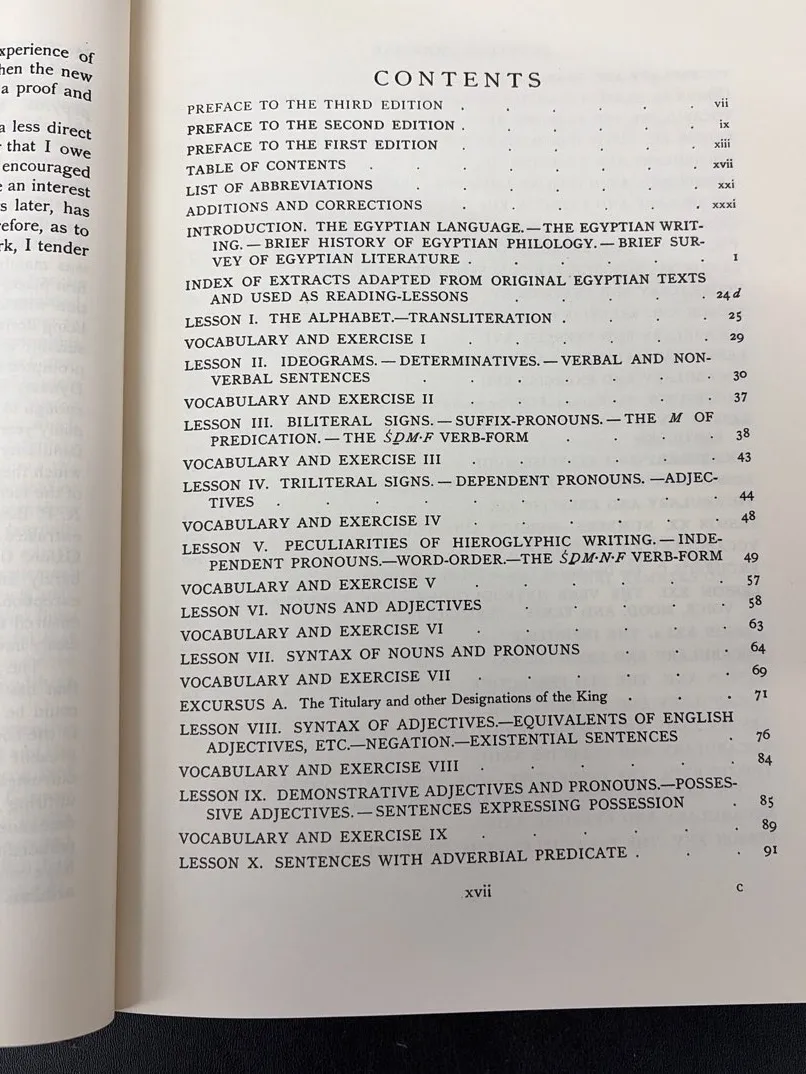 xperience of
hen the new
a proof and
a less direct
that I owe
encouraged
e an interest
s later, has
refore, as to
rk, I tender
CONTENTS
PREFACE TO THE THIRD EDITION . . . . . . vii
PREFACE TO THE SECOND EDITION . . . . . . ix
PREFACE TO THE FIRST EDITION . . . . . . xiii
TABLE OF CONTENTS . . . . . . . xvii
LIST OF ABBREVIATIONS . . . . . . xxi
ADDITIONS AND CORRECTIONS . . . . . . xxxi
INTRODUCTION. THE EGYPTIAN LANGUAGE.—THE EGYPTIAN WRIT-
ING.—BRIEF HISTORY OF EGYPTIAN PHILOLOGY.—BRIEF SUR-
VEY OF EGYPTIAN LITERATURE . . . . . . 1
INDEX OF EXTRACTS ADAPTED FROM ORIGINAL EGYPTIAN TEXTS
AND USED AS READING-LESSONS . . . . . 24 d
LESSON I. THE ALPHABET.—TRANSLITERATION . . . . 25
VOCABULARY AND EXERCISE I . . . . . . 29
LESSON II. IDEOGRAMS.—DETERMINATIVES.—VERBAL AND NON-
VERBAL SENTENCES . . . . . . 30
VOCABULARY AND EXERCISE II . . . . . . 37
LESSON III. BILITERAL SIGNS.—SUFFIX-PRONOUNS.—THE M OF
PREDICATION.—THE ŚḎM·F VERB-FORM . . . . 38
VOCABULARY AND EXERCISE III . . . . . 43
LESSON IV. TRILITERAL SIGNS.—DEPENDENT PRONOUNS.—ADJEC-
TIVES . . . . . . . . . 44
VOCABULARY AND EXERCISE IV . . . . . . 48
LESSON V. PECULIARITIES OF HIEROGLYPHIC WRITING.—INDE-
PENDENT PRONOUNS.—WORD-ORDER.—THE ŚḎM·N·F VERB-FORM 49
VOCABULARY AND EXERCISE V . . . . . . 57
LESSON VI. NOUNS AND ADJECTIVES . . . . . 58
VOCABULARY AND EXERCISE VI . . . . . . 63
LESSON VII. SYNTAX OF NOUNS AND PRONOUNS . . . 64
VOCABULARY AND EXERCISE VII . . . . . 69
EXCURSUS A. The Titulary and other Designations of the King . . . 71
LESSON VIII. SYNTAX OF ADJECTIVES.—EQUIVALENTS OF ENGLISH
ADJECTIVES, ETC.—NEGATION.—EXISTENTIAL SENTENCES . 76
VOCABULARY AND EXERCISE VIII . . . . . 84
LESSON IX. DEMONSTRATIVE ADJECTIVES AND PRONOUNS.—POSSES-
SIVE ADJECTIVES.—SENTENCES EXPRESSING POSSESSION . 85
VOCABULARY AND EXERCISE IX . . . . . . 89
LESSON X. SENTENCES WITH ADVERBIAL PREDICATE . . . 91
xvii c